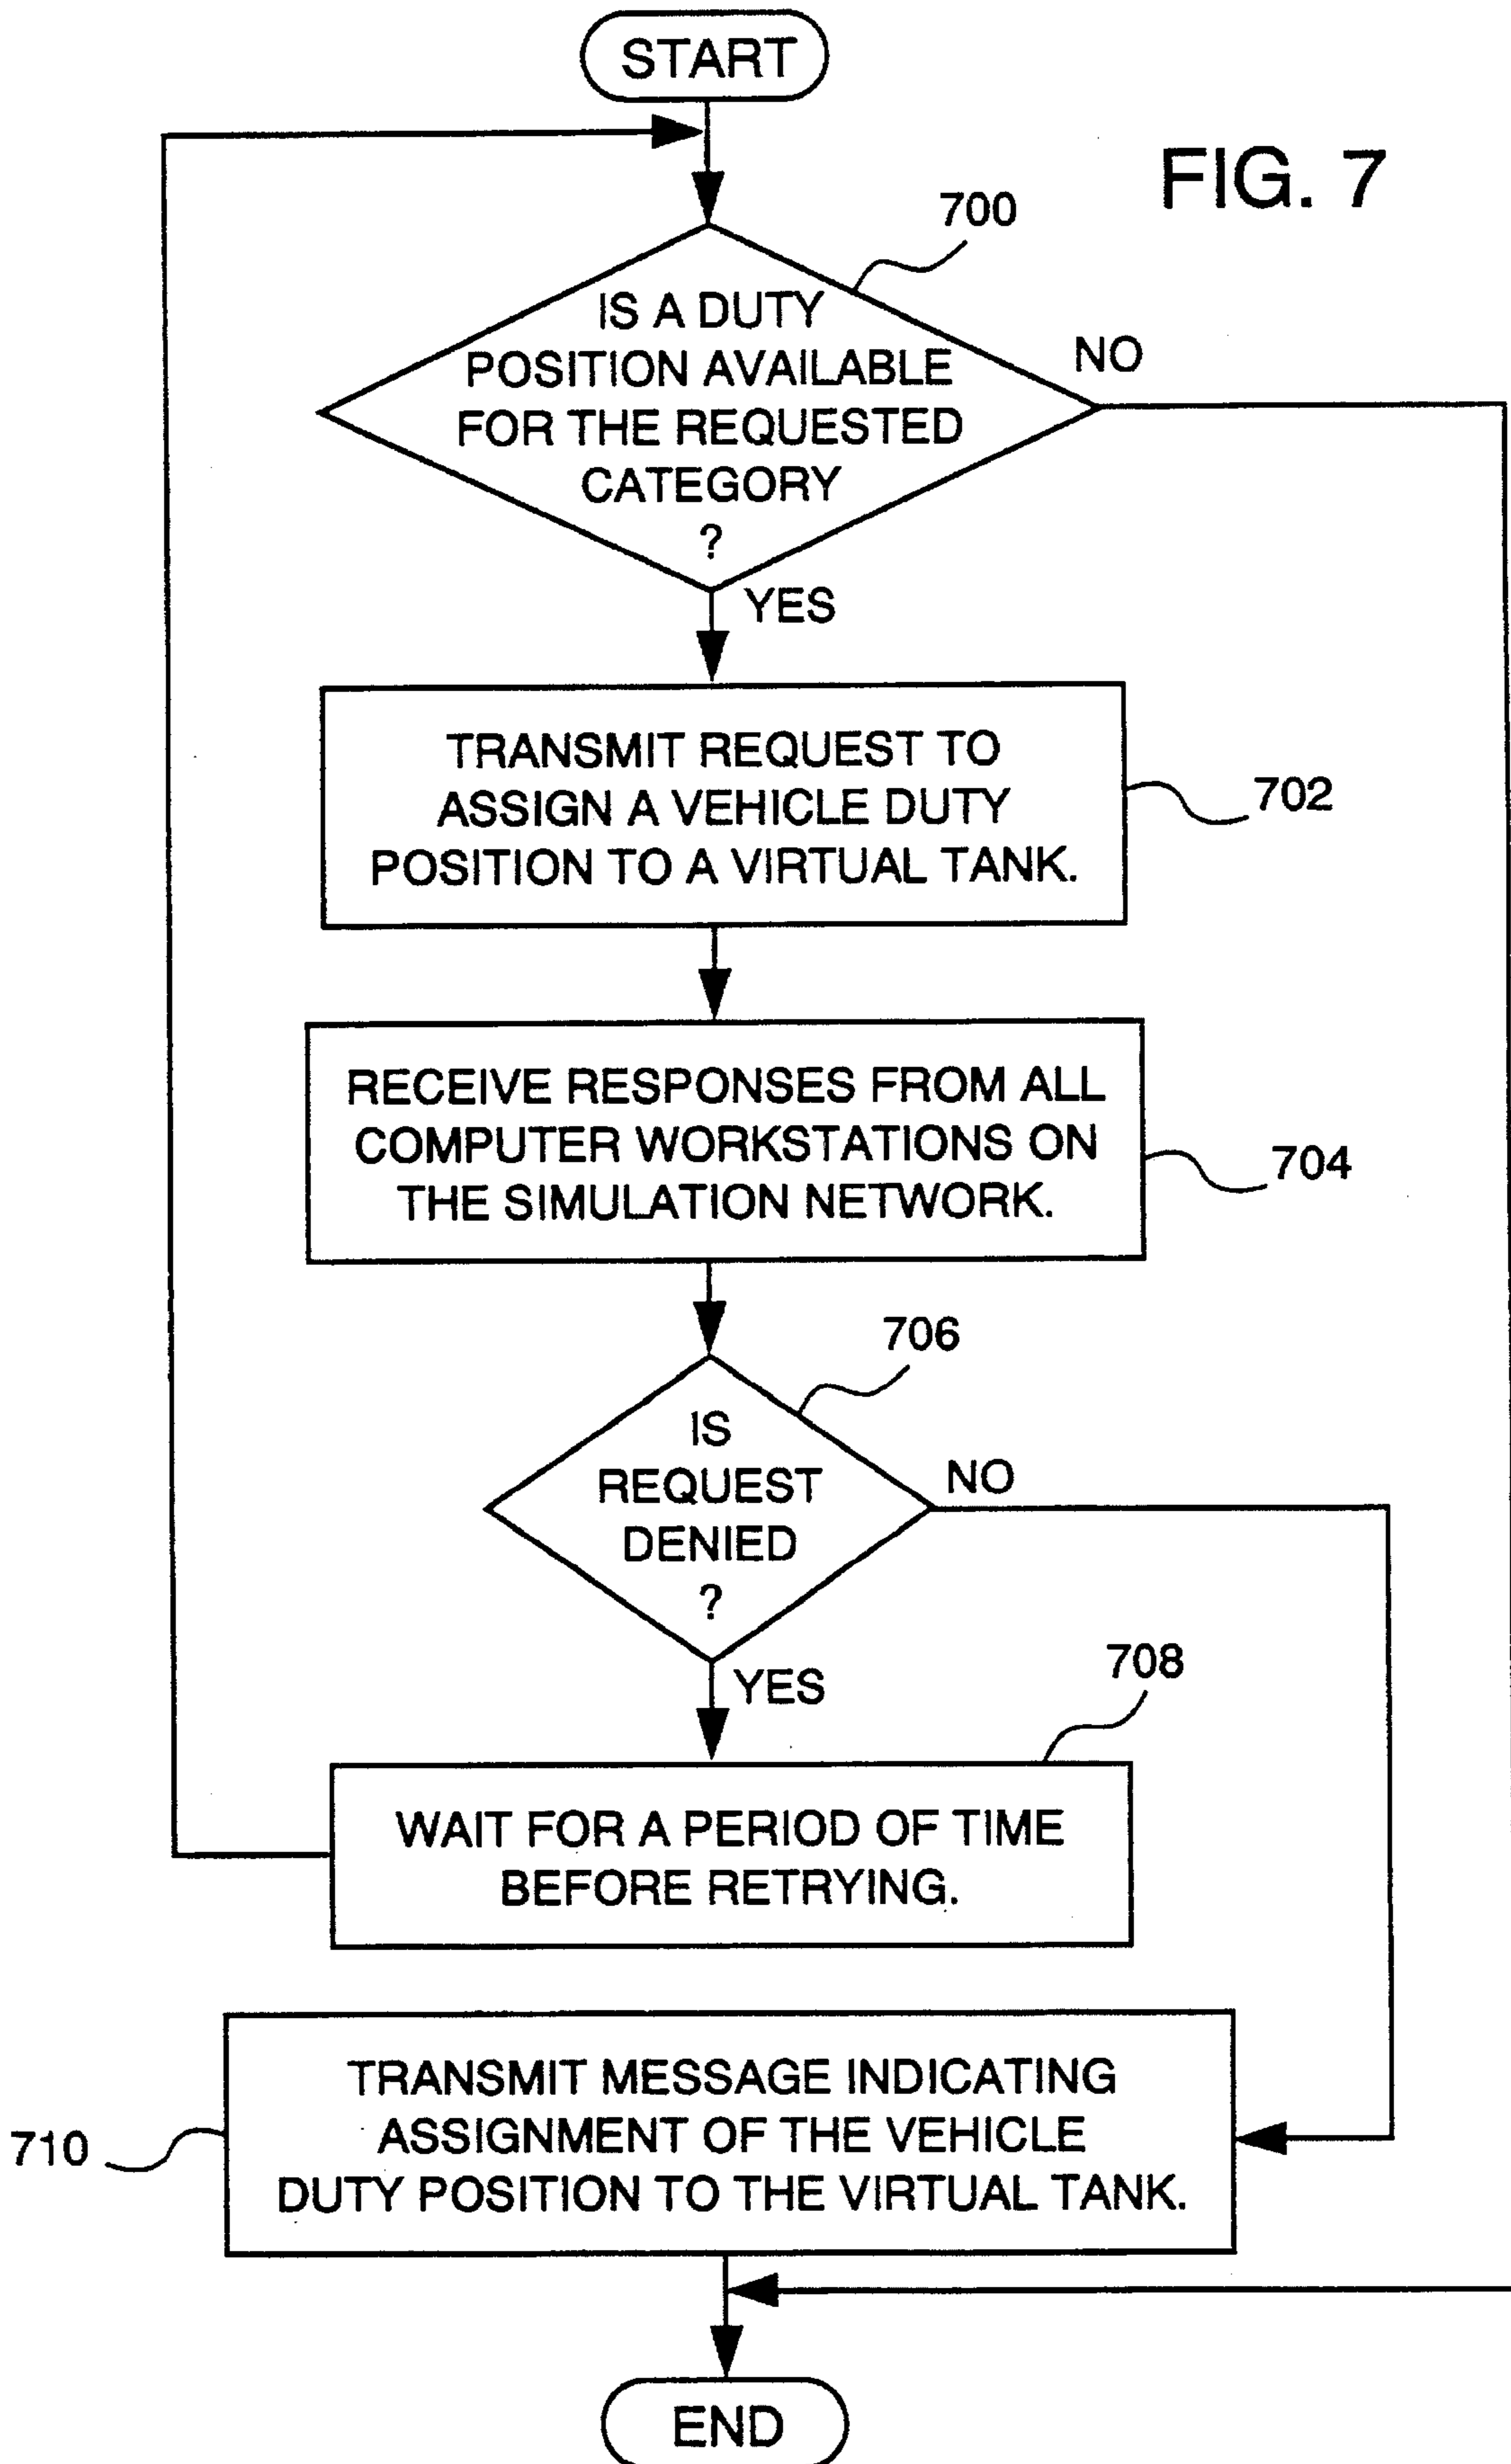 START
FIG. 7
700
IS A DUTY
POSITION AVAILABLE
FOR THE REQUESTED
CATEGORY
?
NO
YES
TRANSMIT REQUEST TO
ASSIGN A VEHICLE DUTY
POSITION TO A VIRTUAL TANK.
702
RECEIVE RESPONSES FROM ALL
COMPUTER WORKSTATIONS ON
THE SIMULATION NETWORK.
704
706
IS
REQUEST
DENIED
?
NO
YES
708
WAIT FOR A PERIOD OF TIME
BEFORE RETRYING.
TRANSMIT MESSAGE INDICATING
ASSIGNMENT OF THE VEHICLE
DUTY POSITION TO THE VIRTUAL TANK.
710
END